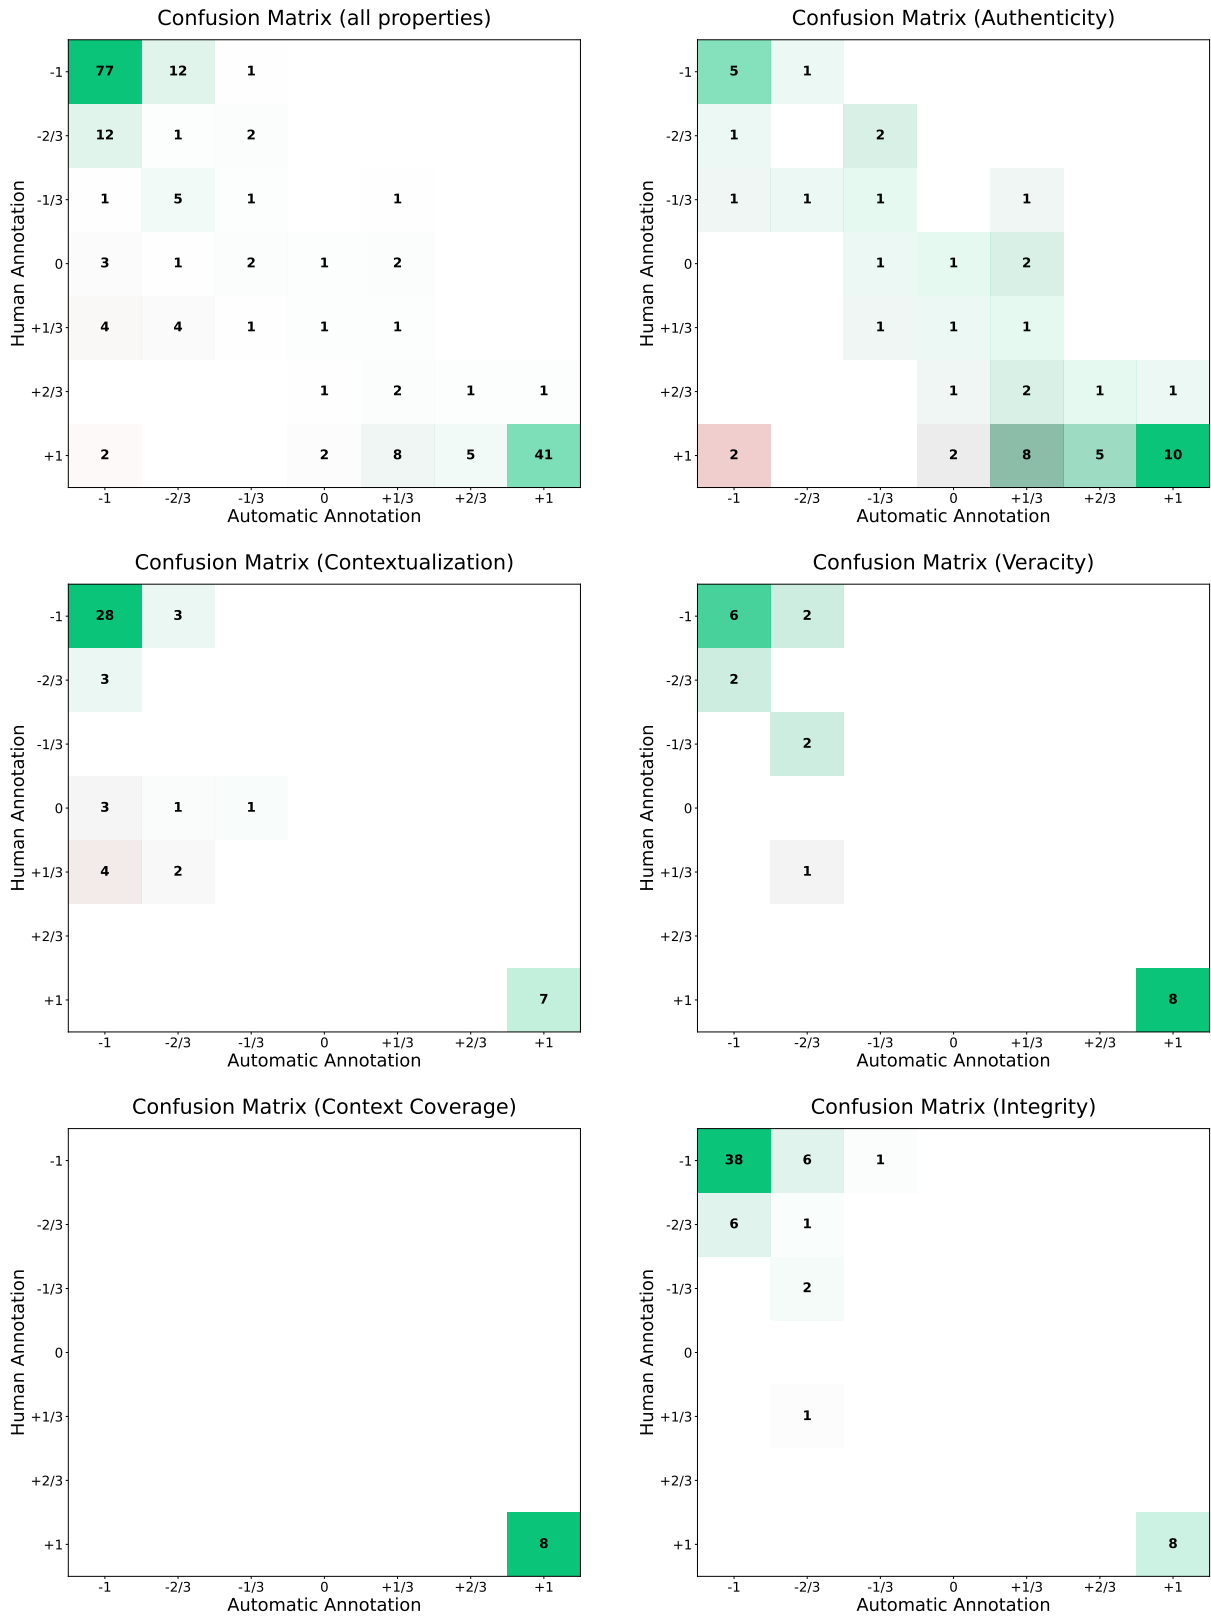 Confusion Matrix (all properties)
Human Annotation
-1 77 12 1
-2/3 12 1 2
-1/3 1 5 1 1
0 3 1 2 1 2
+1/3 4 4 1 1 1
+2/3 1 2 1 1
+1 2 2 8 5 41
-1 -2/3 -1/3 0 +1/3 +2/3 +1
Automatic Annotation
Confusion Matrix (Authenticity)
Human Annotation
-1 5 1
-2/3 1 2
-1/3 1 1 1 1
0 1 1 2
+1/3 1 1 1
+2/3 1 2 1 1
+1 2 2 8 5 10
-1 -2/3 -1/3 0 +1/3 +2/3 +1
Automatic Annotation
Confusion Matrix (Contextualization)
Human Annotation
-1 28 3
-2/3 3
-1/3
0 3 1 1
+1/3 4 2
+2/3
+1 7
-1 -2/3 -1/3 0 +1/3 +2/3 +1
Automatic Annotation
Confusion Matrix (Veracity)
Human Annotation
-1 6 2
-2/3 2
-1/3 2
0
+1/3 1
+2/3
+1 8
-1 -2/3 -1/3 0 +1/3 +2/3 +1
Automatic Annotation
Confusion Matrix (Context Coverage)
Human Annotation
-1
-2/3
-1/3
0
+1/3
+2/3
+1 8
-1 -2/3 -1/3 0 +1/3 +2/3 +1
Automatic Annotation
Confusion Matrix (Integrity)
Human Annotation
-1 38 6 1
-2/3 6 1
-1/3 2
0
+1/3 1
+2/3
+1 8
-1 -2/3 -1/3 0 +1/3 +2/3 +1
Automatic Annotation